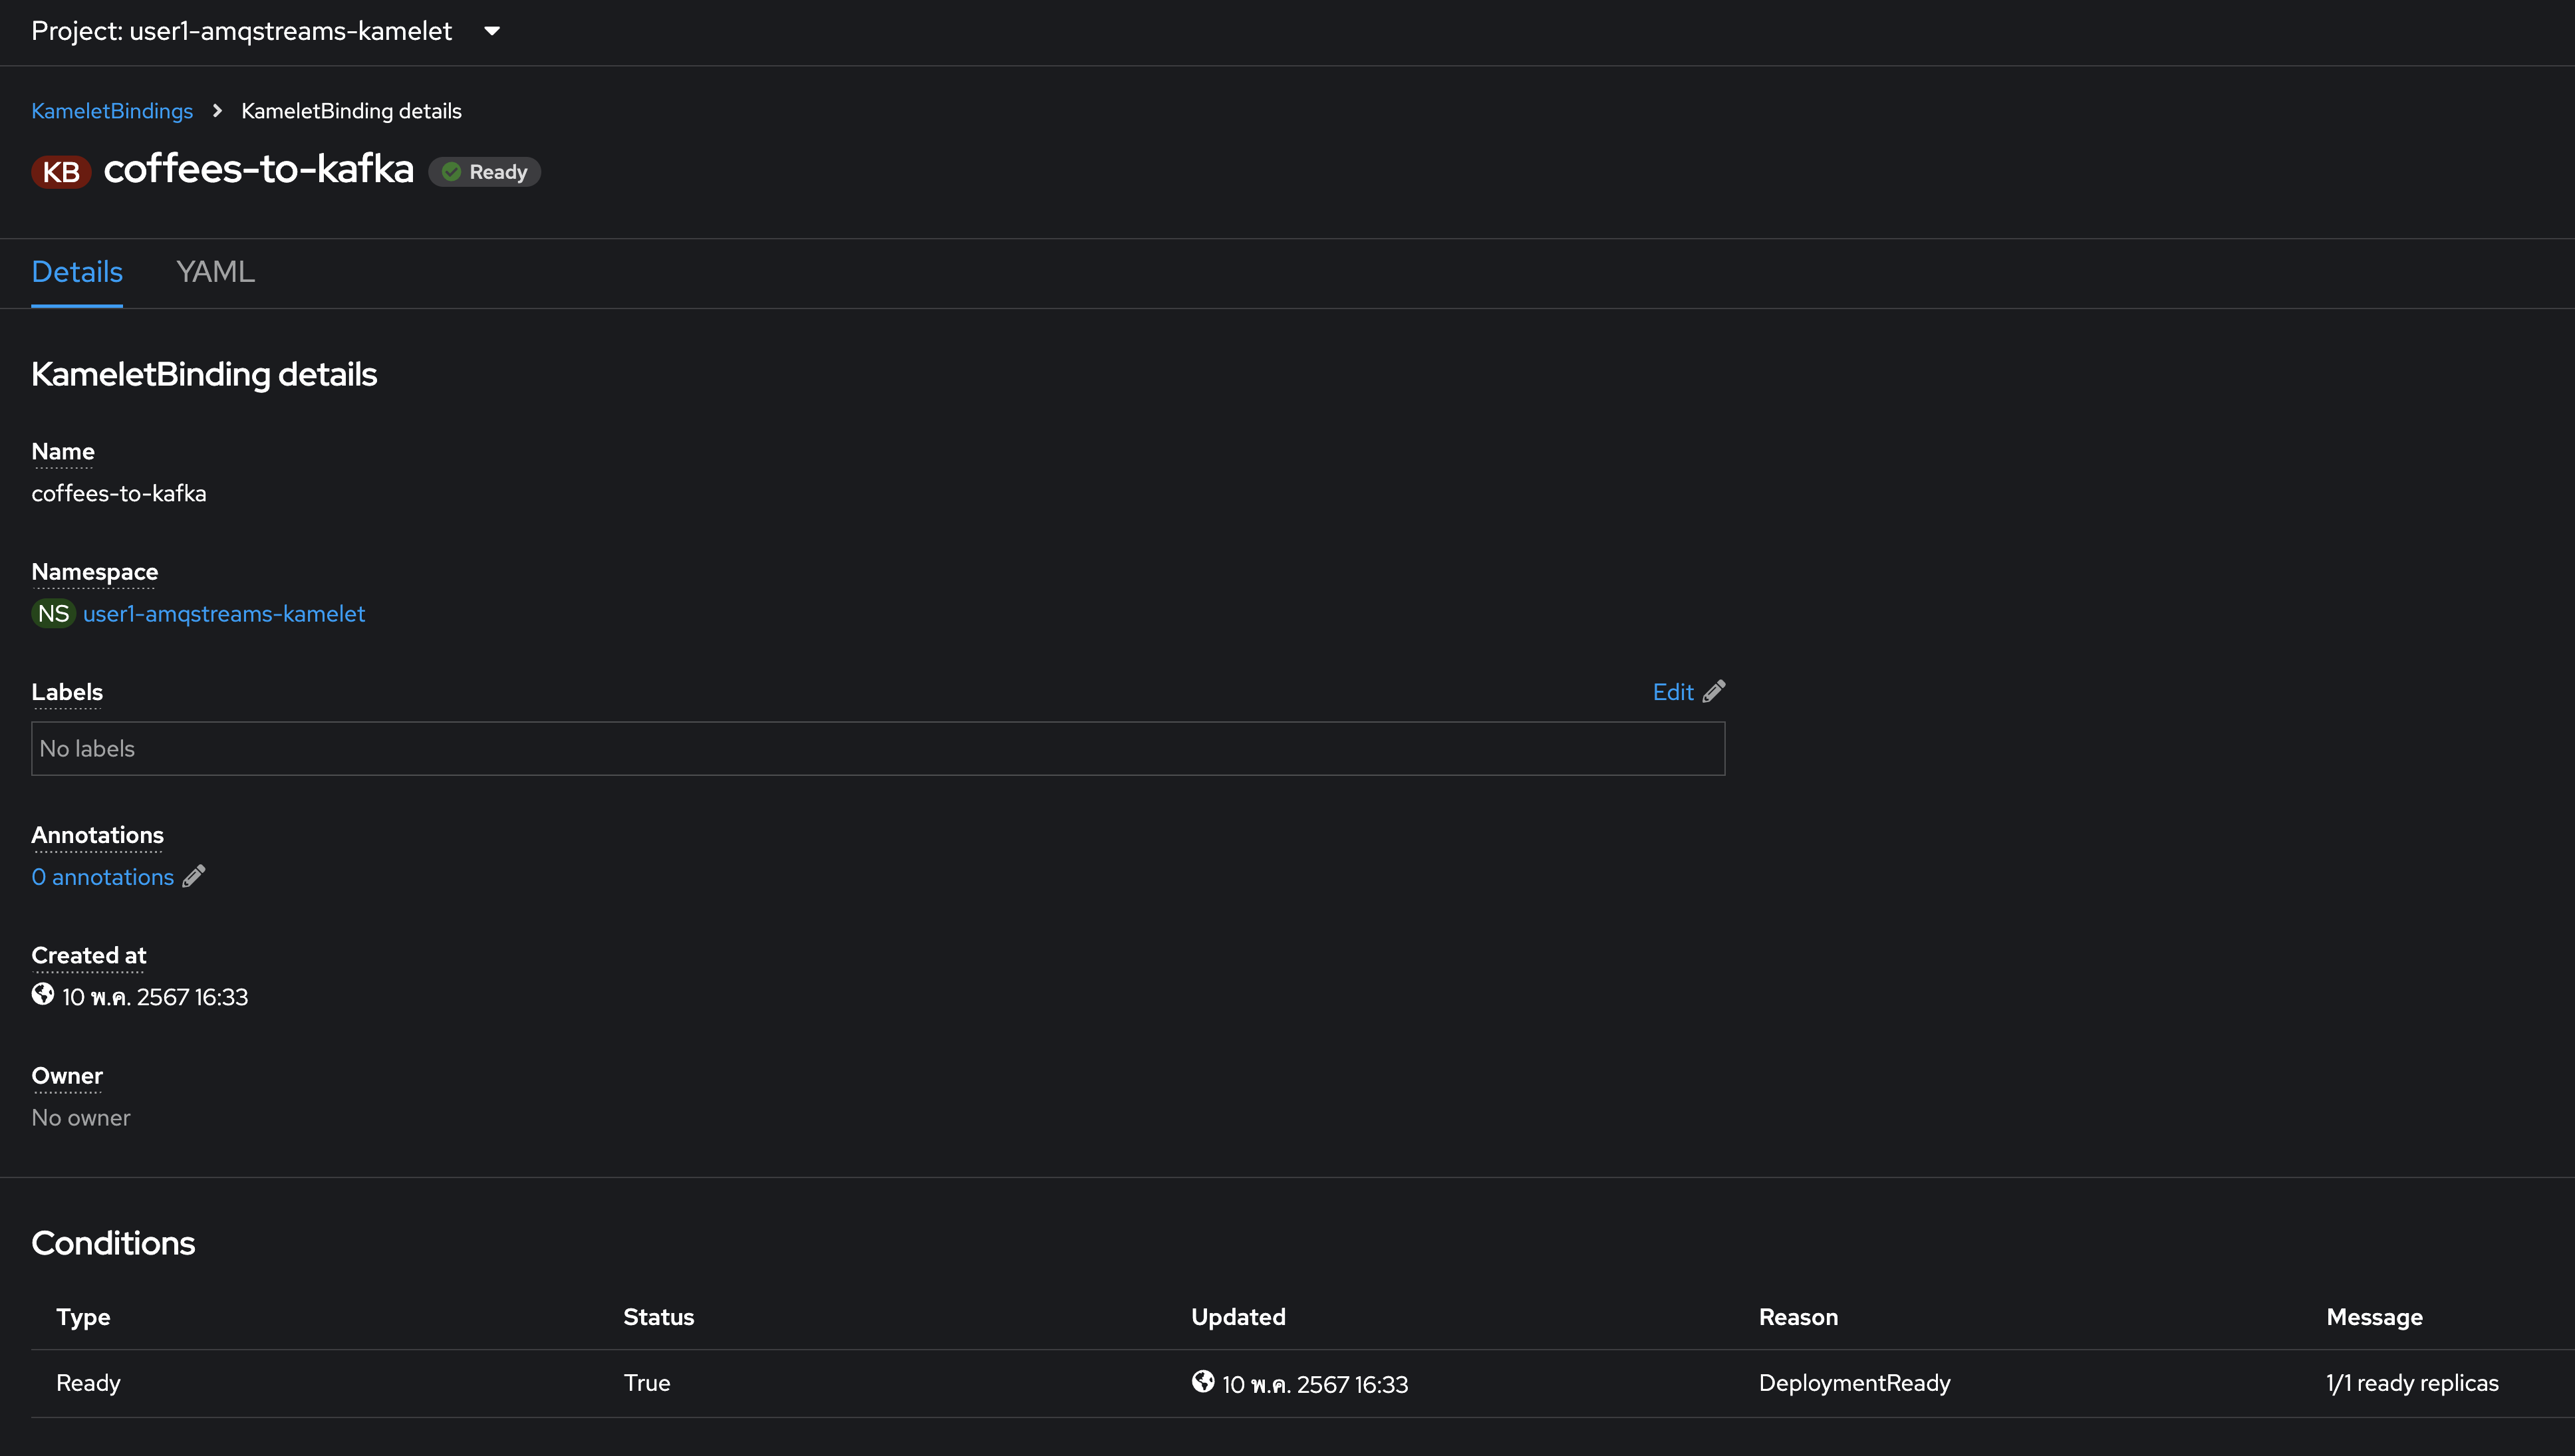 Project: user1-amqstreams-kamelet
KameletBindings > KameletBinding details
KB coffees-to-kafka Ready
Details YAML
KameletBinding details
Name
coffees-to-kafka
Namespace
NS user1-amqstreams-kamelet
Labels Edit
No labels
Annotations
0 annotations
Created at
10 พ.ค. 2567 16:33
Owner
No owner
Conditions
Type Status Updated Reason Message
Ready True 10 พ.ค. 2567 16:33 DeploymentReady 1/1 ready replicas